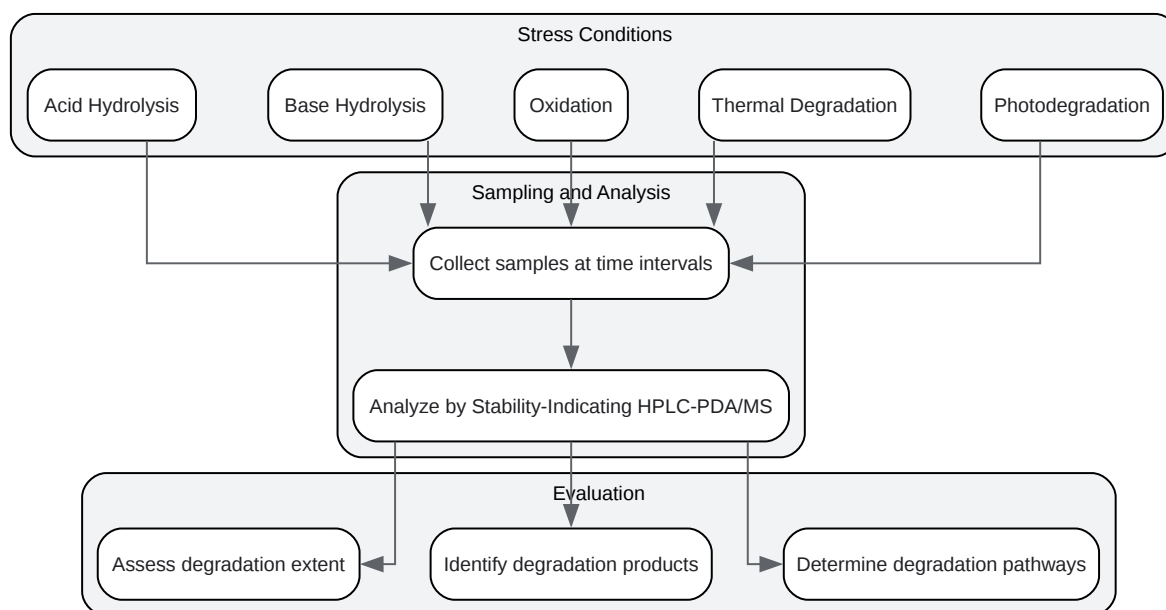 Stress Conditions
Acid Hydrolysis
Base Hydrolysis
Oxidation
Thermal Degradation
Photodegradation
Sampling and Analysis
Collect samples at time intervals
Analyze by Stability-Indicating HPLC-PDA/MS
Evaluation
Assess degradation extent
Identify degradation products
Determine degradation pathways